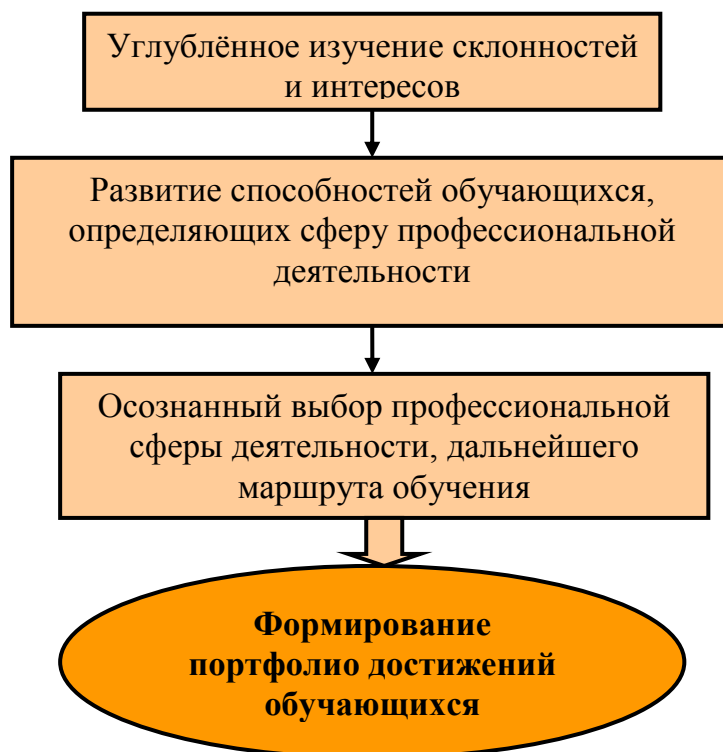 Углублённое изучение склонностей
и интересов
Развитие способностей обучающихся,
определяющих сферу профессиональной
деятельности
Осознанный выбор профессиональной
сферы деятельности, дальнейшего
маршрута обучения
Формирование
портфолио достижений
обучающихся